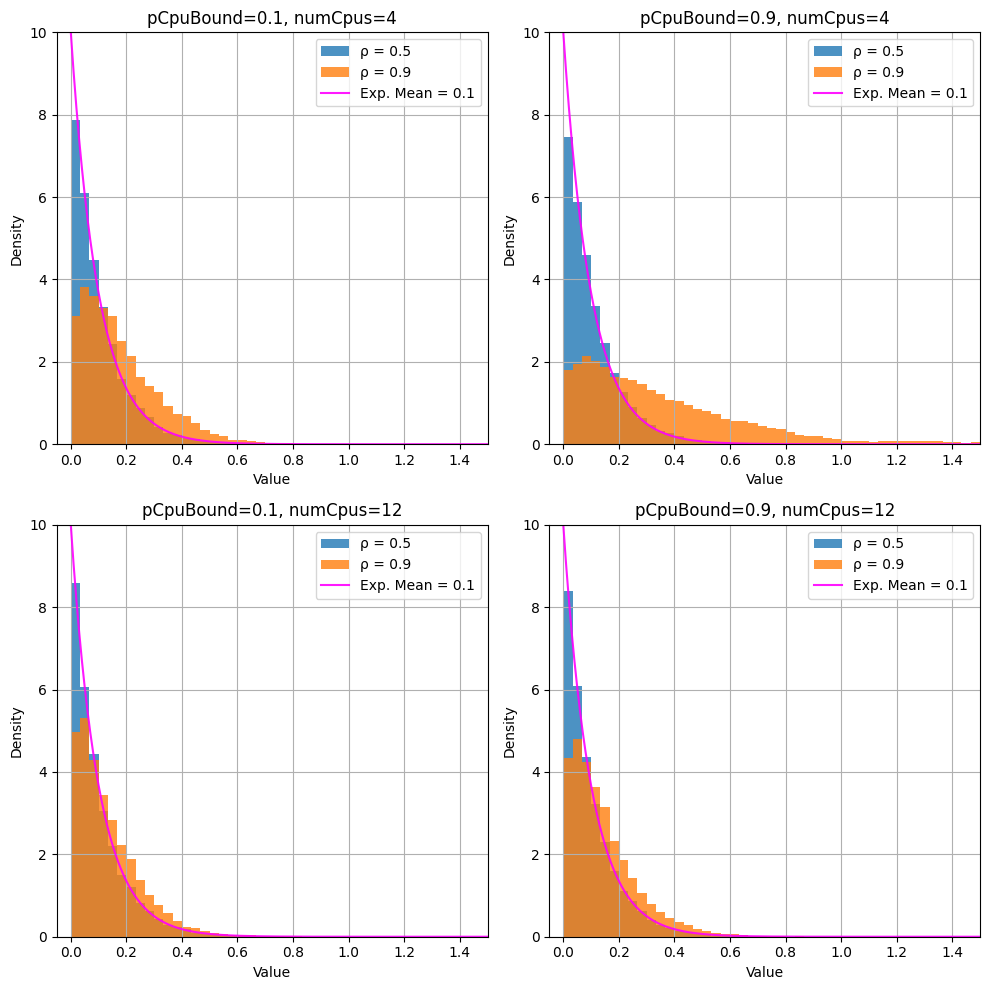 pCpuBound=0.1, numCpus=4
10
8
6
4
2
0
Density
ρ = 0.5
ρ = 0.9
Exp. Mean = 0.1
0.0 0.2 0.4 0.6 0.8 1.0 1.2 1.4
Value
pCpuBound=0.9, numCpus=4
10
8
6
4
2
0
Density
ρ = 0.5
ρ = 0.9
Exp. Mean = 0.1
0.0 0.2 0.4 0.6 0.8 1.0 1.2 1.4
Value
pCpuBound=0.1, numCpus=12
10
8
6
4
2
0
Density
ρ = 0.5
ρ = 0.9
Exp. Mean = 0.1
0.0 0.2 0.4 0.6 0.8 1.0 1.2 1.4
Value
pCpuBound=0.9, numCpus=12
10
8
6
4
2
0
Density
ρ = 0.5
ρ = 0.9
Exp. Mean = 0.1
0.0 0.2 0.4 0.6 0.8 1.0 1.2 1.4
Value